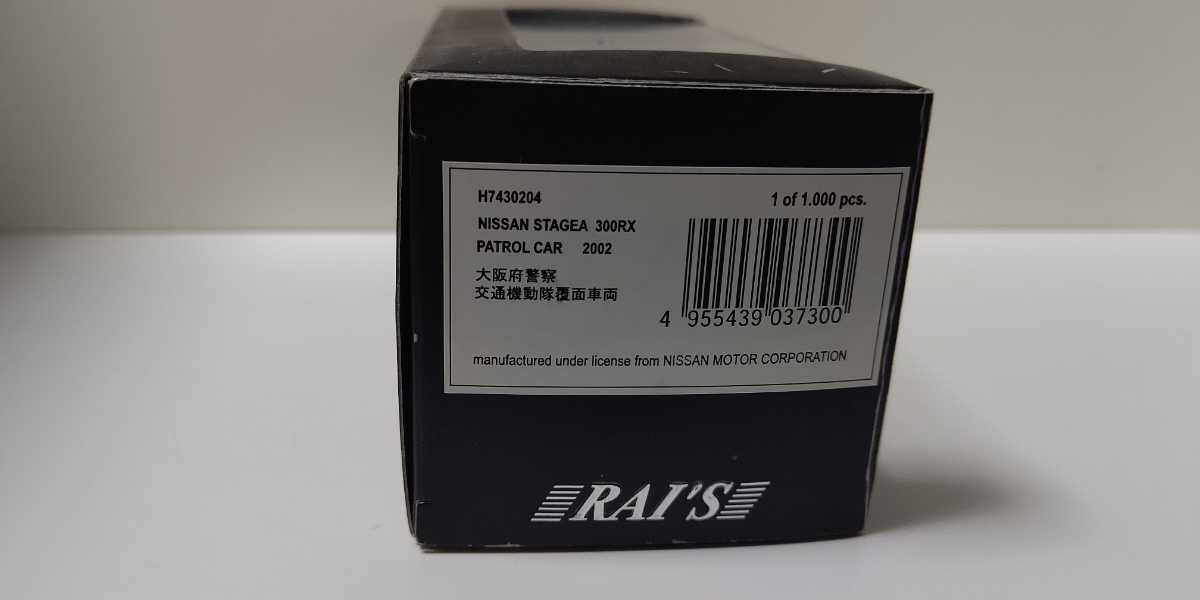 H7430204 1 of 1.000 pcs.
NISSAN STAGEA 300RX
PATROL CAR 2002
大阪府警察
交通機動隊覆面車両
4 955439 037300
manufactured under license from NISSAN MOTOR CORPORATION
RAI'S